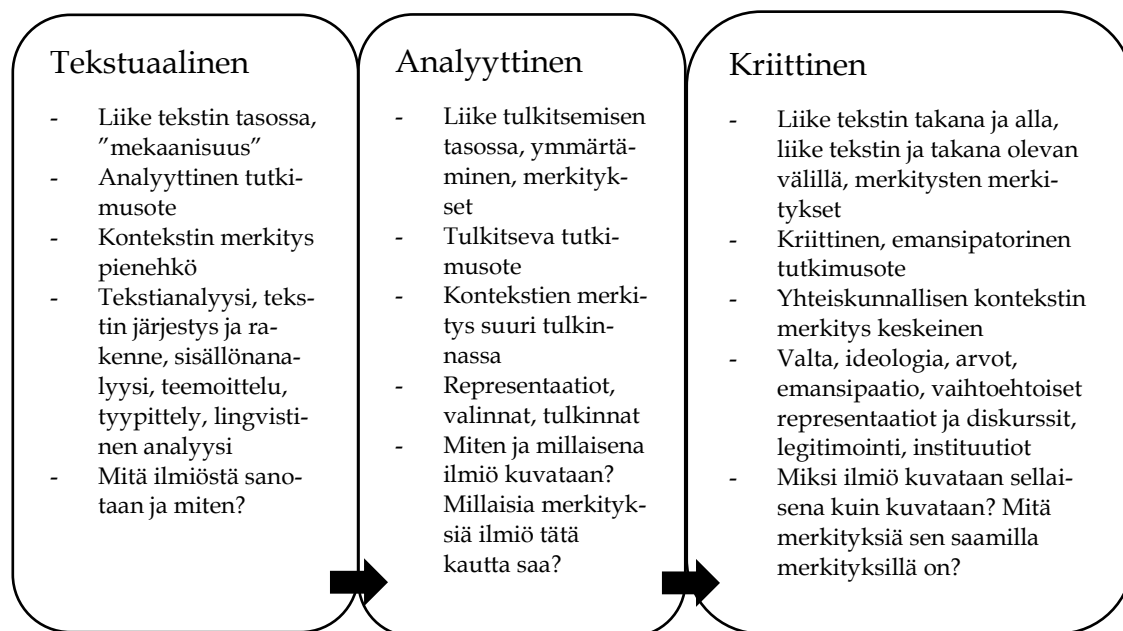 Tekstuaalinen
- Liike tekstin tasossa,
”mekaanisuus”
- Analyyttinen tutki-
musote
- Kontekstin merkitys
pienehkö
- Tekstianalyysi, teks-
tin järjestys ja ra-
kenne, sisällönana-
lyysi, teemoittelu,
tyypittely, lingvisti-
nen analyysi
- Mitä ilmiöstä sano-
taan ja miten?
Analyyttinen
- Liike tulkitsemisen
tasossa, ymmärtä-
minen, merkityk-
set
- Tulkitseva tutki-
musote
- Kontekstien merki-
tys suuri tulkin-
nassa
- Representaatiot,
valinnat, tulkinnat
- Miten ja millaisena
ilmiö kuvataan?
Millaisia merkityk-
siä ilmiö tätä
kautta saa?
Kriittinen
- Liike tekstin takana ja alla,
liike tekstin ja takana olevan
välillä, merkitysten merki-
tykset
- Kriittinen, emansipatorinen
tutkimusote
- Yhteiskunnallisen kontekstin
merkitys keskeinen
- Valta, ideologia, arvot,
emansipaatio, vaihtoehtoiset
representaatiot ja diskurssit,
legitimointi, instituutiot
- Miksi ilmiö kuvataan sellai-
sena kuin kuvataan? Mitä
merkityksiä sen saamilla
merkityksillä on?